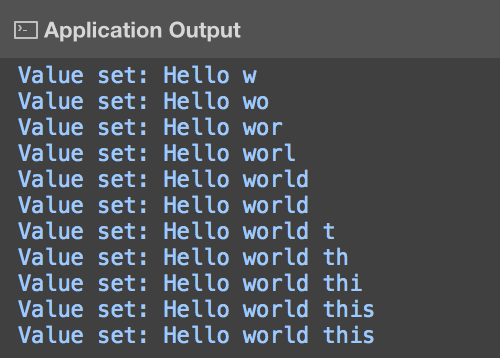 Application Output
Value set: Hello w
Value set: Hello wo
Value set: Hello wor
Value set: Hello worl
Value set: Hello world
Value set: Hello world
Value set: Hello world t
Value set: Hello world th
Value set: Hello world thi
Value set: Hello world this
Value set: Hello world this